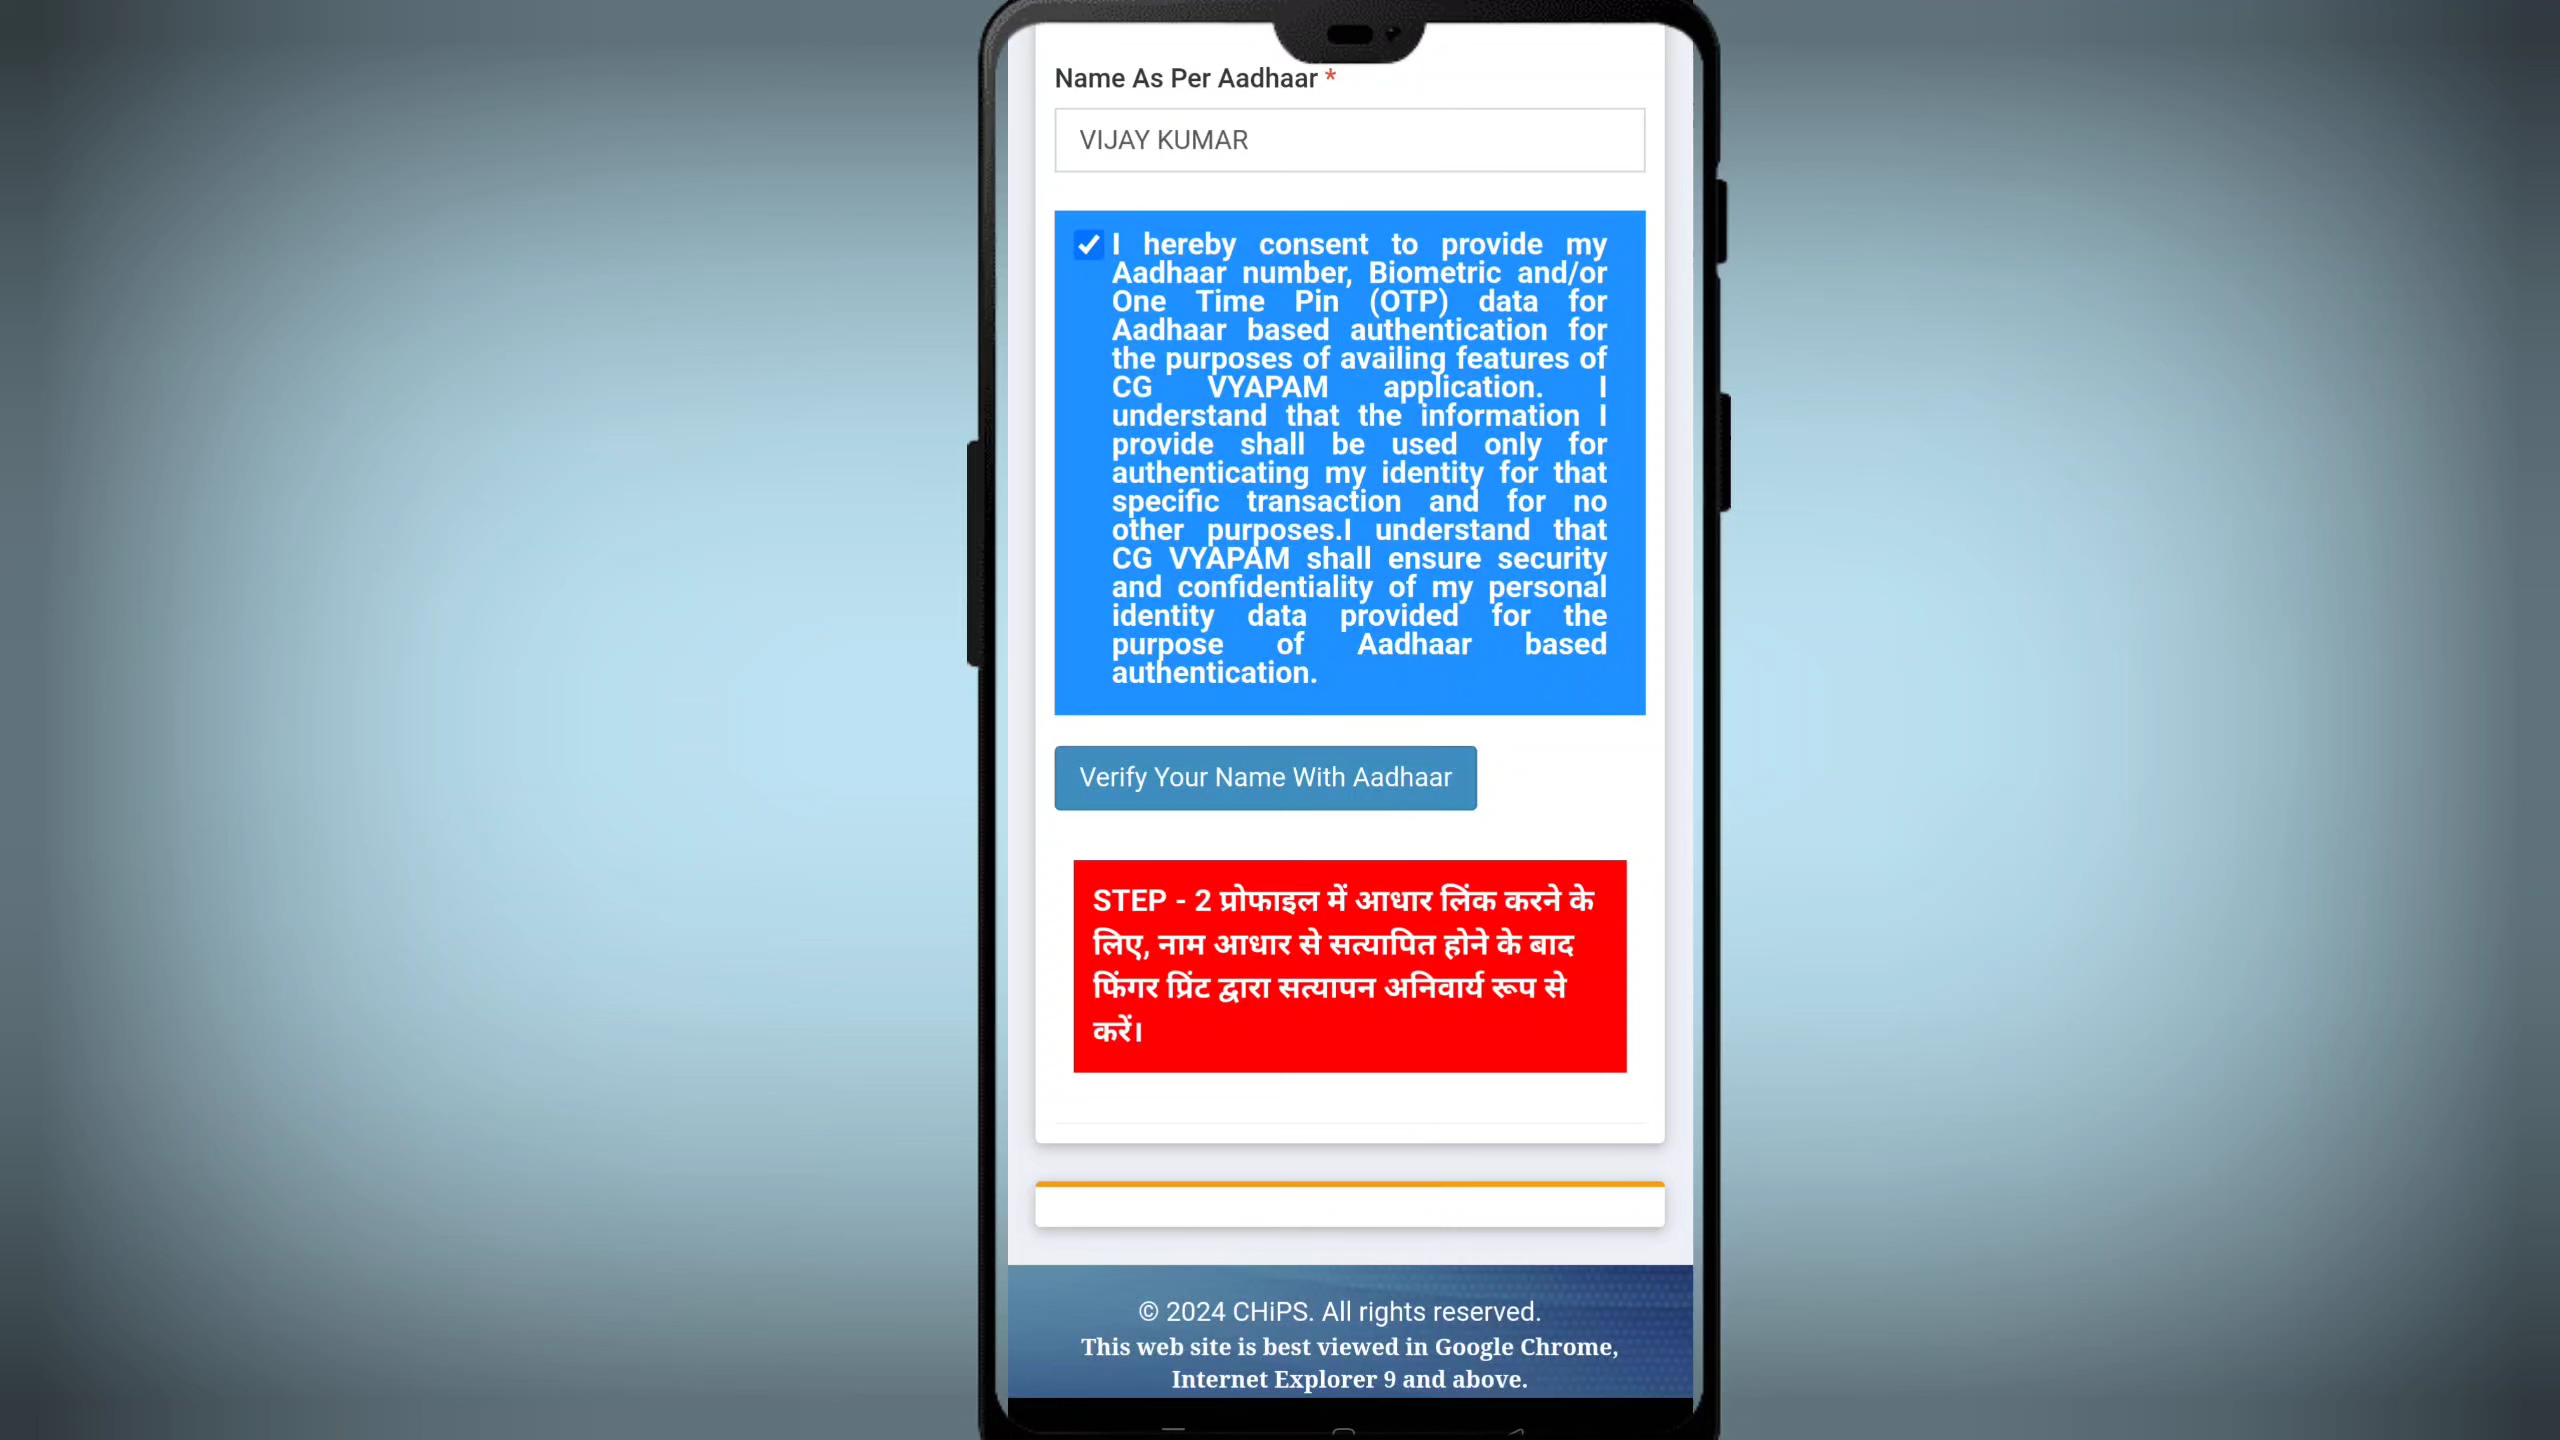 Name As Per Aadhaar *
VIJAY KUMAR
I hereby consent to provide my
Aadhaar number, Biometric and/or
One Time Pin (OTP) data for
Aadhaar based authentication for
the purposes of availing features of
CG VYAPAM application. I
understand that the information I
provide shall be used only for
authenticating my identity for that
specific transaction and for no
other purposes.I understand that
CG VYAPAM shall ensure security
and confidentiality of my personal
identity data provided for the
purpose of Aadhaar based
authentication.
Verify Your Name With Aadhaar
STEP - 2 प्रोफाइल में आधार लिंक करने के
लिए, नाम आधार से सत्यापित होने के बाद
फिंगर प्रिंट द्वारा सत्यापन अनिवार्य रूप से
करें।
© 2024 CHiPS. All rights reserved.
This web site is best viewed in Google Chrome,
Internet Explorer 9 and above.